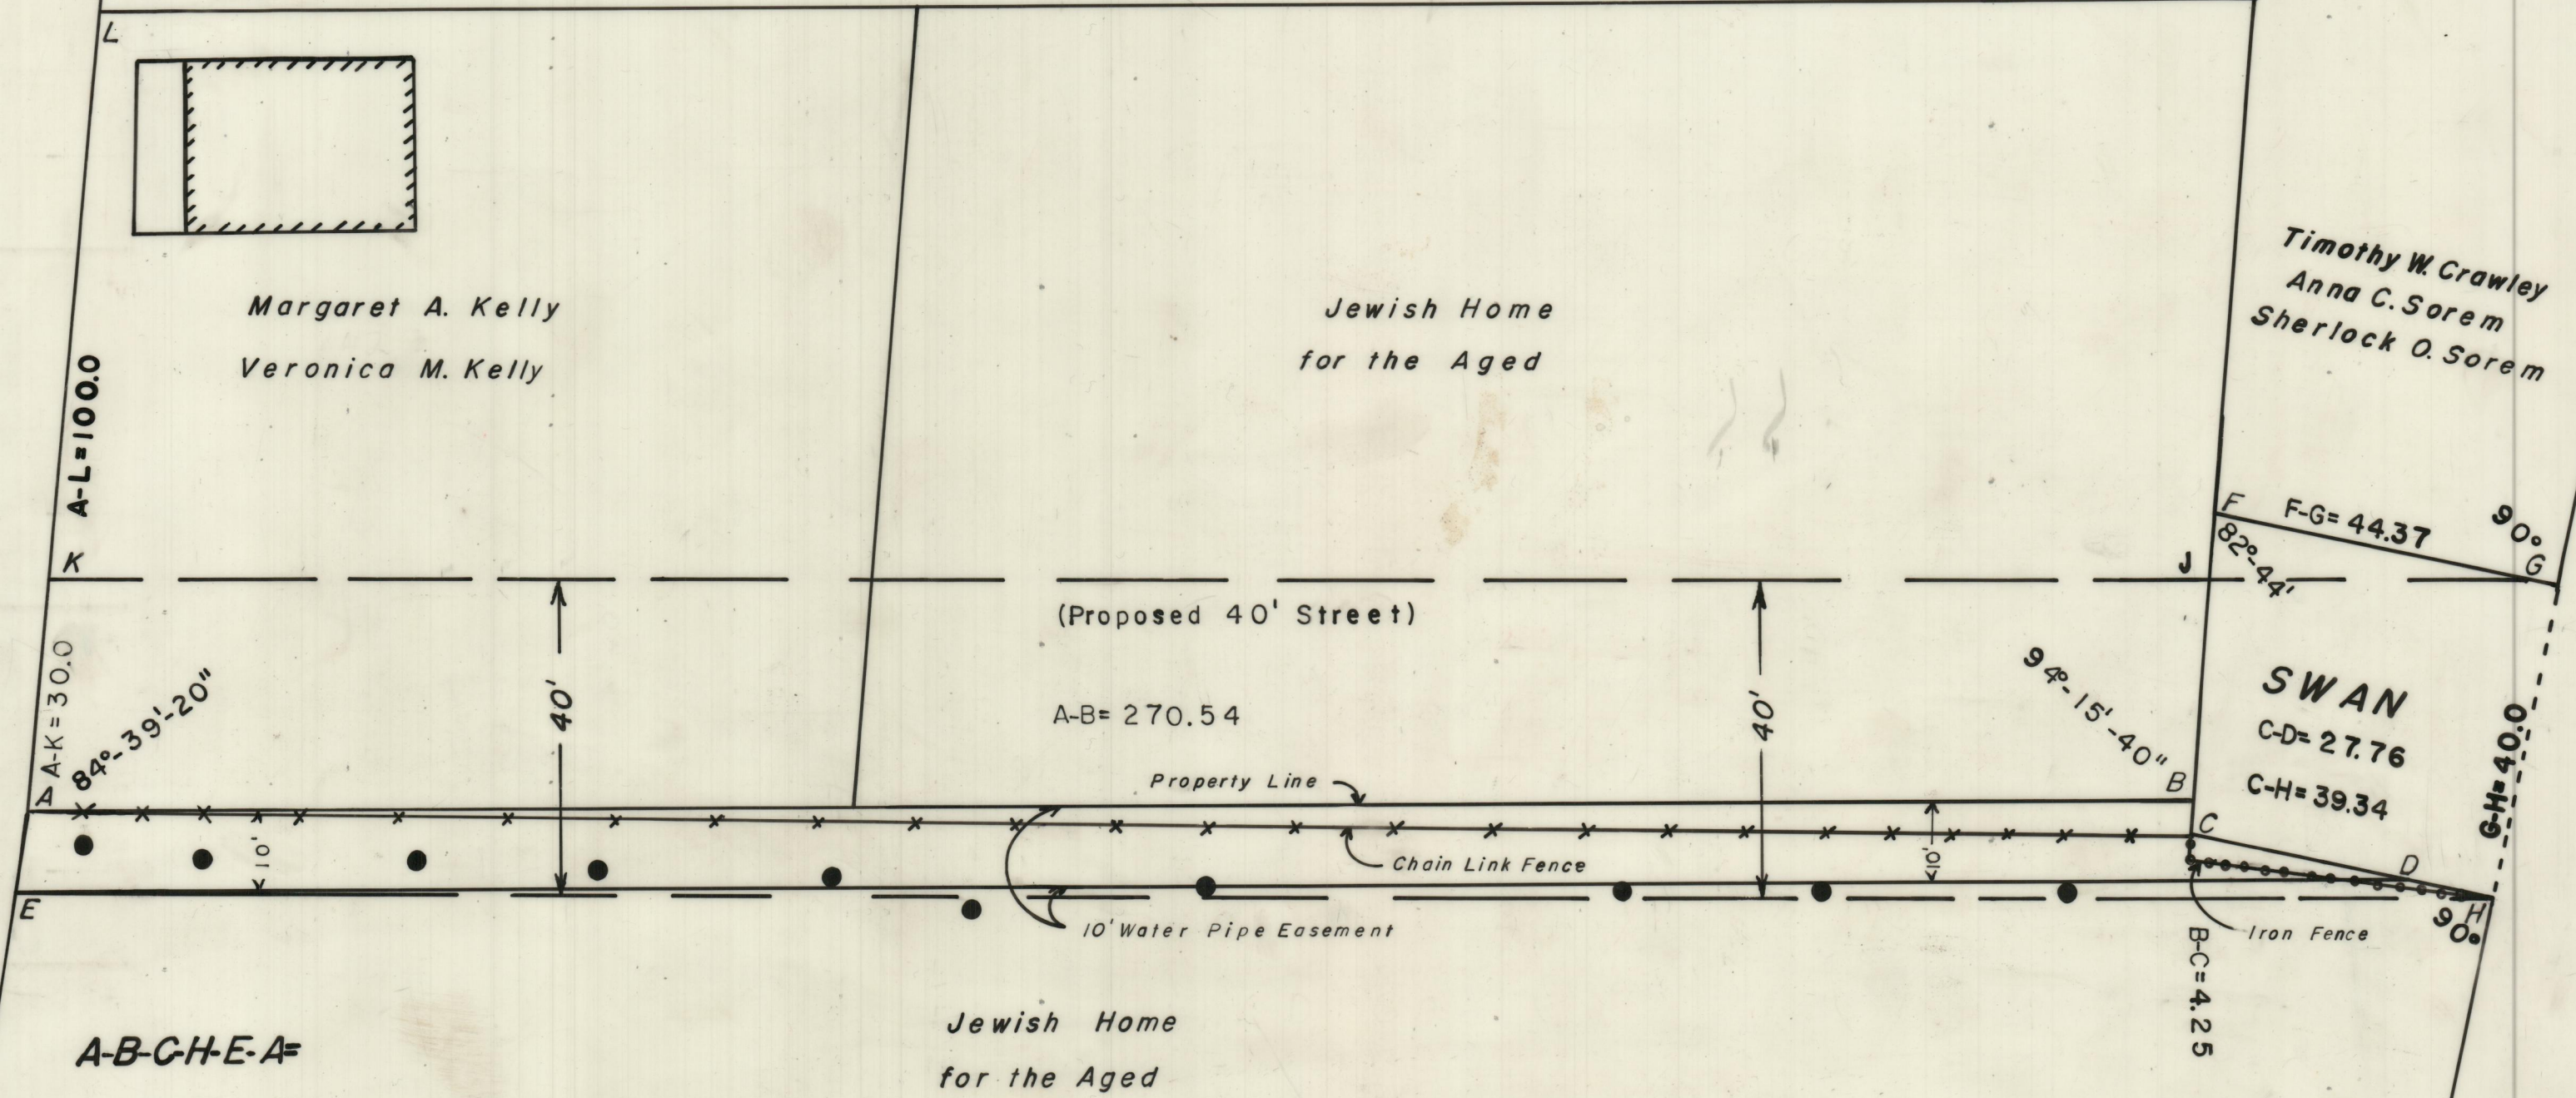 L
Margaret A. Kelly
Veronica M. Kelly
Jewish Home
for the Aged
Timothy W. Crawley
Anna C. Sorem
Sherlock O. Sorem
A-L=100.0
K
J
F
F-G= 44.37
90°
G
82°-44'
(Proposed 40' Street)
A-K=30.0
84°-39'-20"
40'
A-B= 270.54
40'
94°-15'-40"
SWAN
C-D= 27.76
C-H= 39.34
G-H= 40.0
Property Line
A
B
C
10'
Chain Link Fence
10'
D
E
10' Water Pipe Easement
H
90°
Iron Fence
B-C= 4.25
Jewish Home
for the Aged
A-B-C-H-E-A=